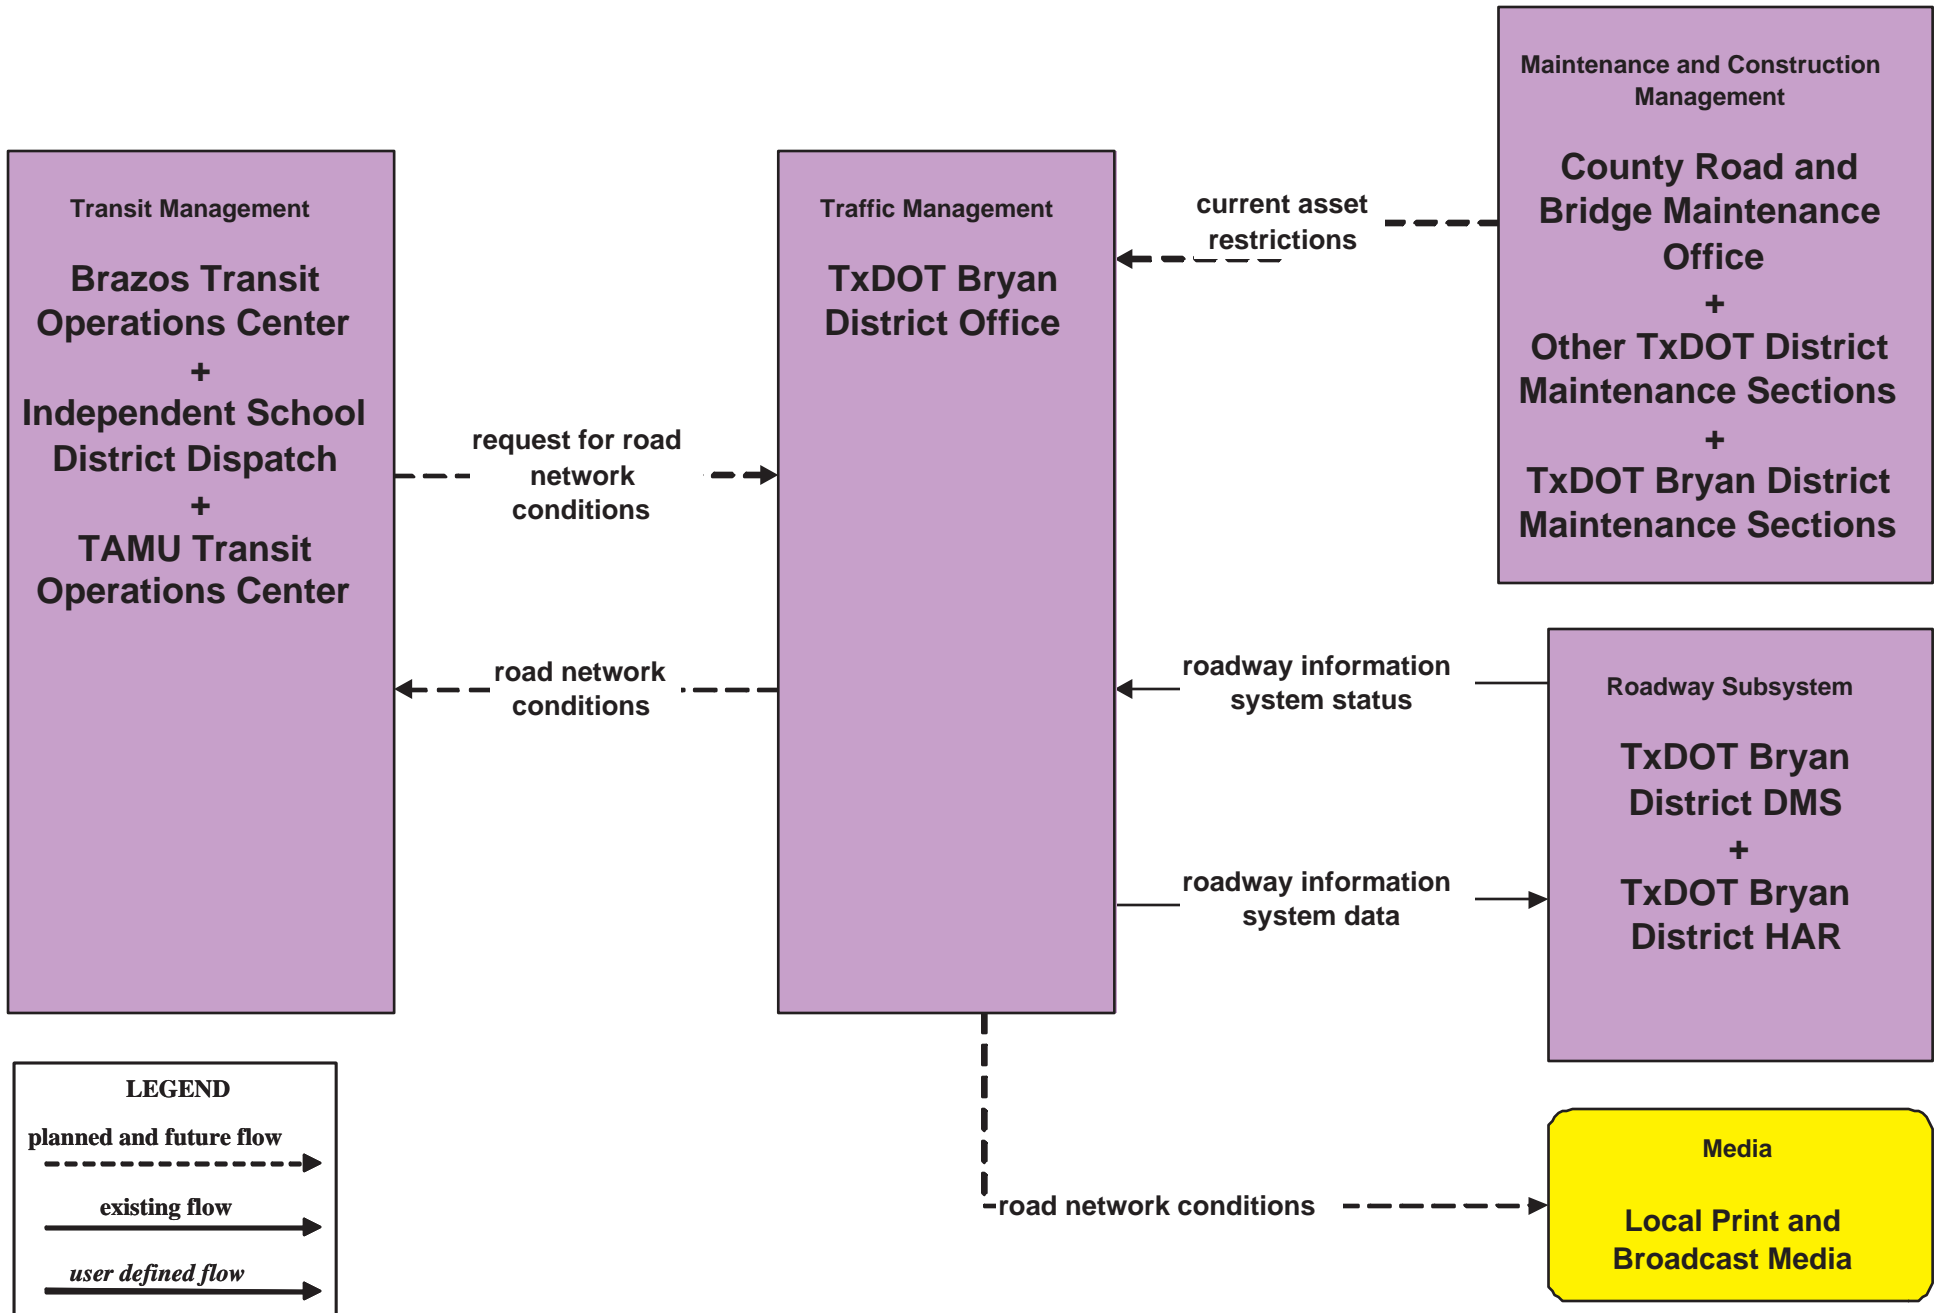 Transit Management
Brazos Transit
Operations Center
+
Independent School
District Dispatch
+
TAMU Transit
Operations Center
request for road
network
conditions
road network
conditions
Traffic Management
TxDOT Bryan
District Office
current asset
restrictions
roadway information
system status
roadway information
system data
road network conditions
Maintenance and Construction
Management
County Road and
Bridge Maintenance
Office
+
Other TxDOT District
Maintenance Sections
+
TxDOT Bryan District
Maintenance Sections
Roadway Subsystem
TxDOT Bryan
District DMS
+
TxDOT Bryan
District HAR
Media
Local Print and
Broadcast Media
LEGEND
planned and future flow
existing flow
user defined flow